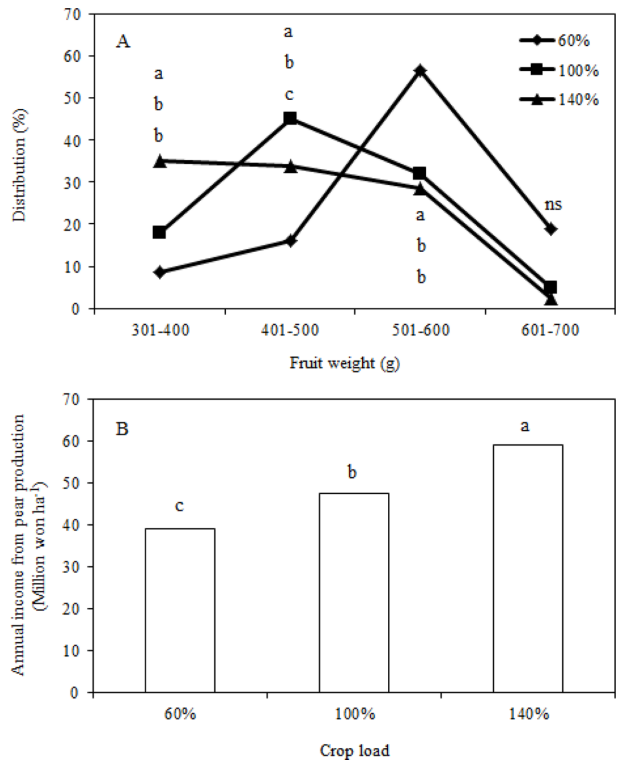 A
70
60
50
40
30
20
10
0
Distribution (%)
a
b
b
a
b
c
a
b
b
ns
60%
100%
140%
301-400
401-500
501-600
601-700
Fruit weight (g)
B
70
60
50
40
30
20
10
0
Annual income from pear production
(Million won ha⁻¹)
c
b
a
60%
100%
140%
Crop load